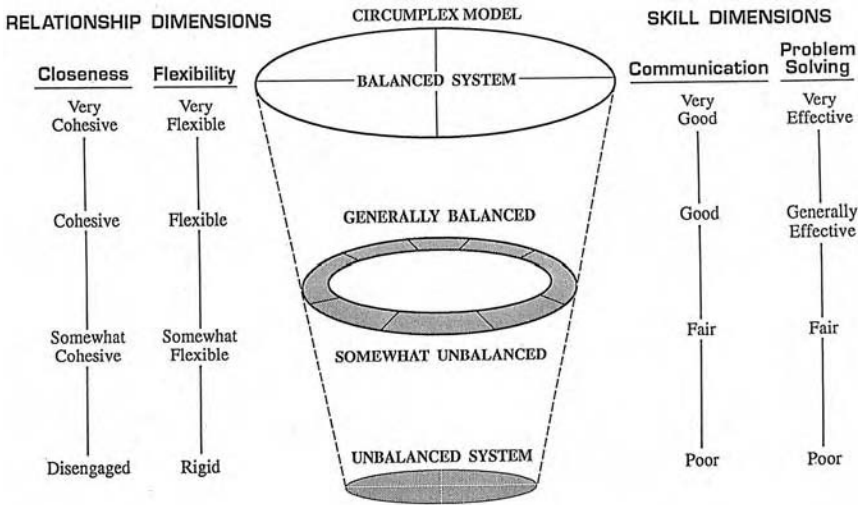 RELATIONSHIP DIMENSIONS
Closeness
Flexibility
Very
Cohesive
Very
Flexible
Cohesive
Flexible
Somewhat
Cohesive
Somewhat
Flexible
Disengaged
Rigid
CIRCUMPLEX MODEL
BALANCED SYSTEM
GENERALLY BALANCED
SOMEWHAT UNBALANCED
UNBALANCED SYSTEM
SKILL DIMENSIONS
Communication
Problem
Solving
Very
Good
Very
Effective
Good
Generally
Effective
Fair
Fair
Poor
Poor